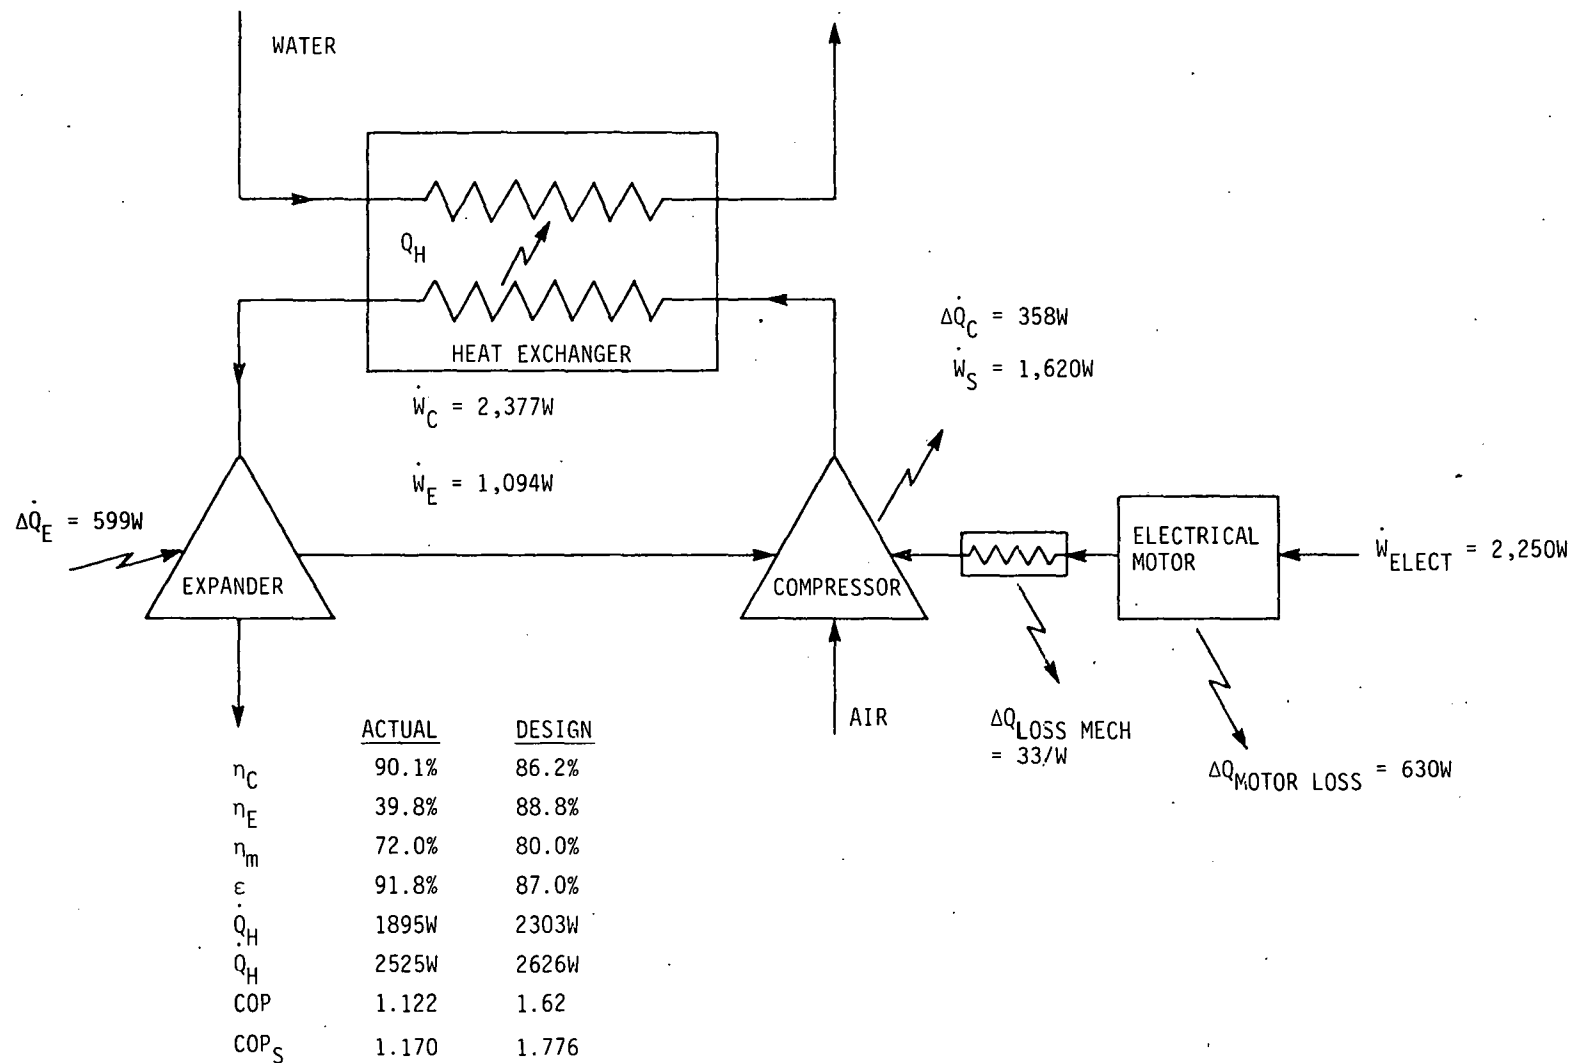 WATER
Q_H
HEAT EXCHANGER
ΔQ̇_C = 358W
Ẇ_S = 1,620W
Ẇ_C = 2,377W
Ẇ_E = 1,094W
ΔQ̇_E = 599W
EXPANDER
COMPRESSOR
ELECTRICAL
MOTOR
Ẇ_ELECT = 2,250W
AIR
ΔQ_LOSS MECH
= 33/W
ΔQ_MOTOR LOSS = 630W
ACTUAL DESIGN
η_C 90.1% 86.2%
η_E 39.8% 88.8%
η_m 72.0% 80.0%
ε 91.8% 87.0%
Q̇_H 1895W 2303W
Q̇_H 2525W 2626W
COP 1.122 1.62
COP_S 1.170 1.776